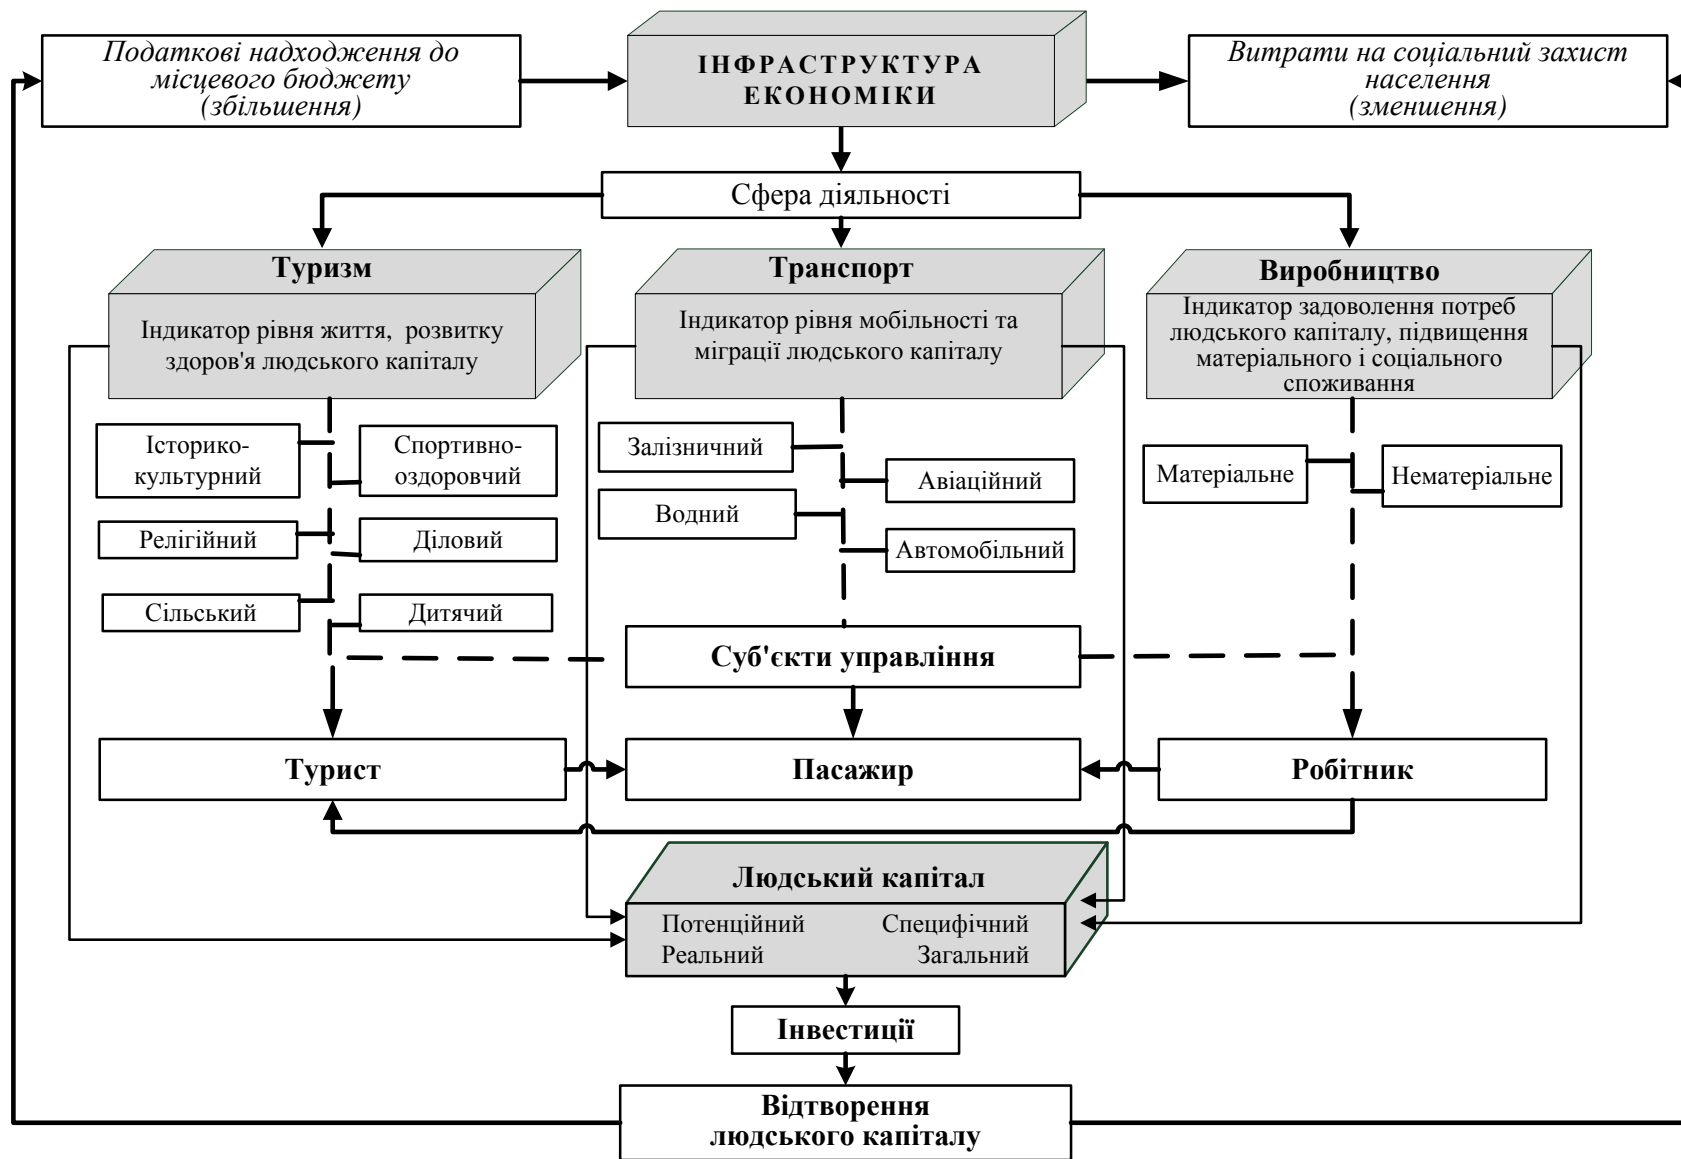 Податкові надходження до
місцевого бюджету
(збільшення)
ІНФРАСТРУКТУРА
ЕКОНОМІКИ
Витрати на соціальний захист
населення
(зменшення)
Сфера діяльності
Туризм
Індикатор рівня життя, розвитку
здоров'я людського капіталу
Транспорт
Індикатор рівня мобільності та
міграції людського капіталу
Виробництво
Індикатор задоволення потреб
людського капіталу, підвищення
матеріального і соціального
споживання
Історико-
культурний
Спортивно-
оздоровчий
Релігійний
Діловий
Сільський
Дитячий
Залізничний
Авіаційний
Водний
Автомобільний
Матеріальне
Нематеріальне
Суб'єкти управління
Турист
Пасажир
Робітник
Людський капітал
Потенційний
Специфічний
Реальний
Загальний
Інвестиції
Відтворення
людського капіталу